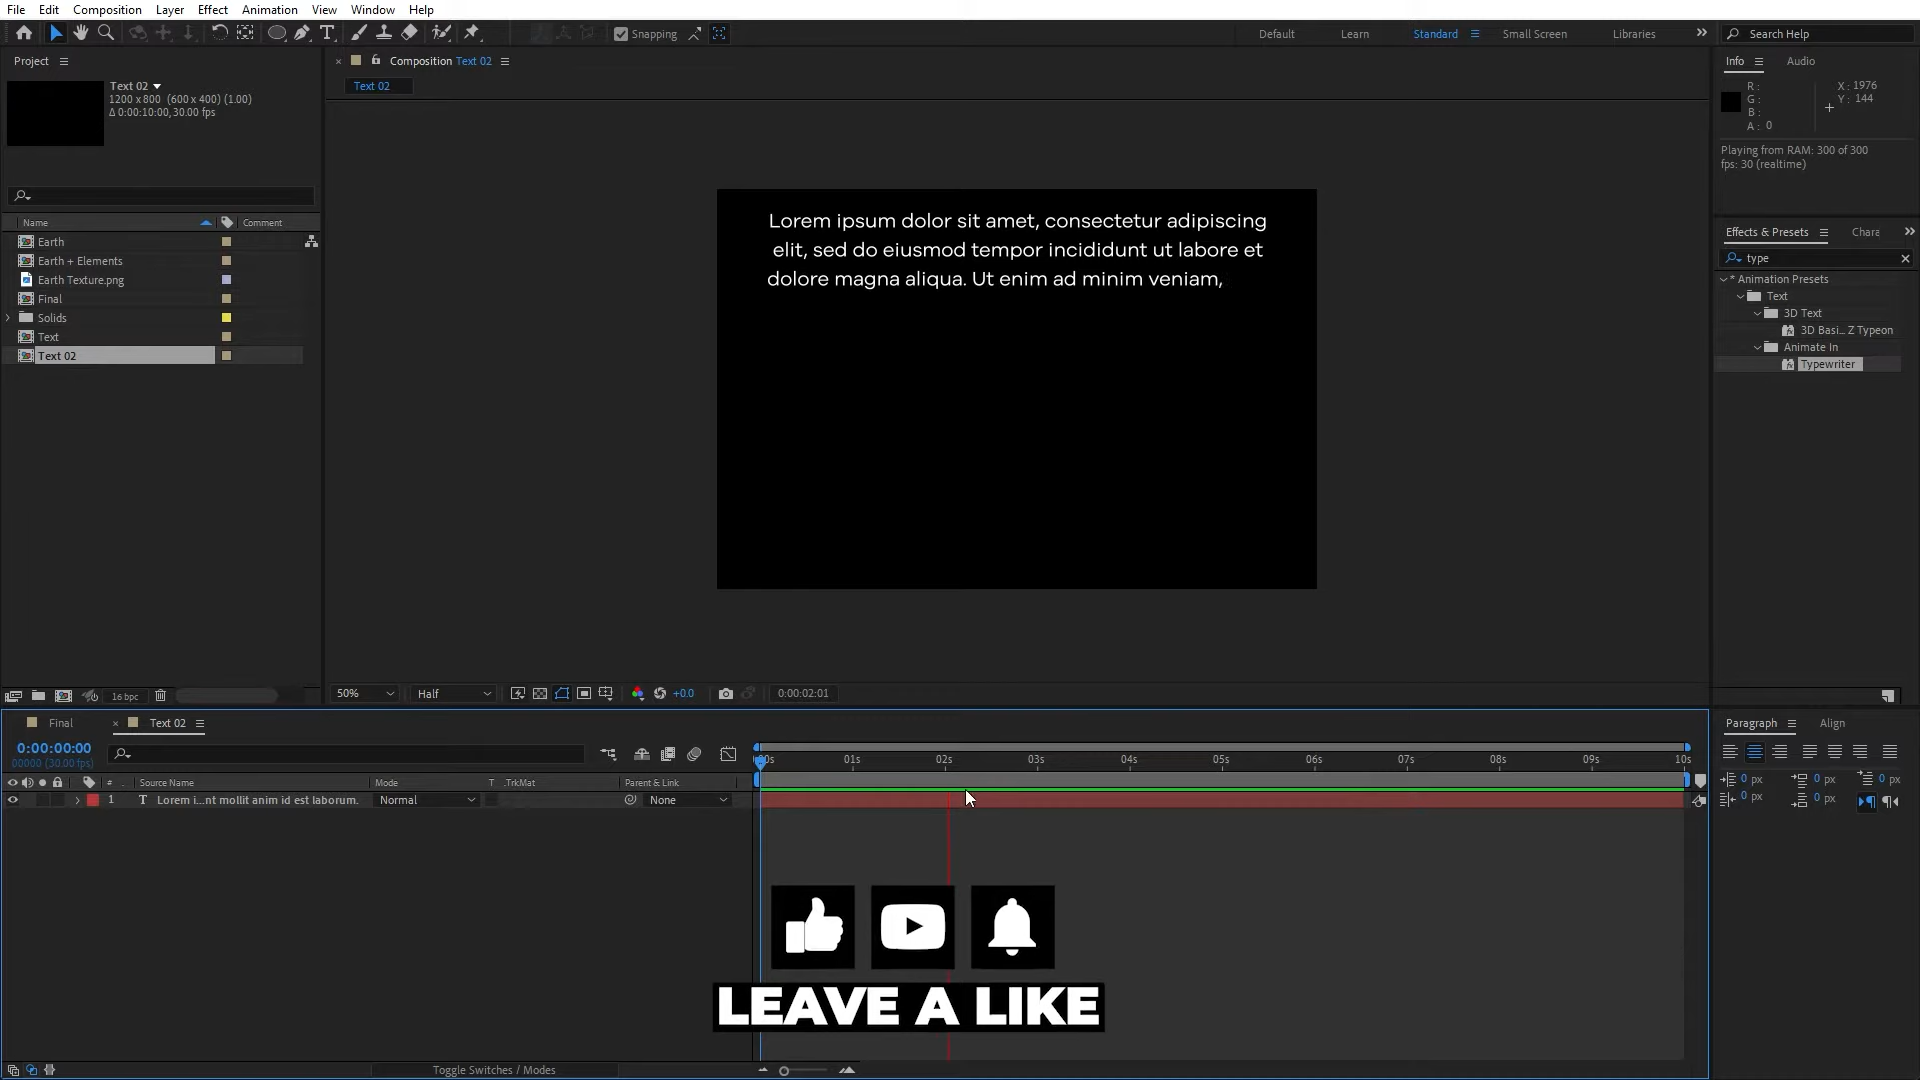 File Edit Composition Layer Effect Animation View Window Help
Snapping Default Learn Standard Small Screen Libraries Search Help
Project
Text 02
1200 x 800 (600 x 400) (1.00)
Δ 0:00:10:00, 30.00 fps
Name Comment
Earth
Earth + Elements
Earth Texture.png
Final
Solids
Text
Text 02
16 bpc
Composition Text 02
Text 02
Lorem ipsum dolor sit amet, consectetur adipiscing
elit, sed do eiusmod tempor incididunt ut labore et
dolore magna aliqua. Ut enim ad minim veniam,
50% Half +0.0 0:00:02:01
Info Audio
R :
G :
B :
A : 0
X : 1976
Y : 144
Playing from RAM: 300 of 300
fps: 30 (realtime)
Effects & Presets Chara
type
* Animation Presets
Text
3D Text
3D Basi... Z Typeon
Animate In
Typewriter
Final Text 02
0:00:00:00
00000 (30.00 fps)
# Source Name Mode T .TrkMat Parent & Link
1 T Lorem i...nt mollit anim id est laborum. Normal None
:00s 01s 02s 03s 04s 05s 06s 07s 08s 09s 10s
LEAVE A LIKE
Toggle Switches / Modes
Paragraph Align
0 px 0 px 0 px
0 px 0 px